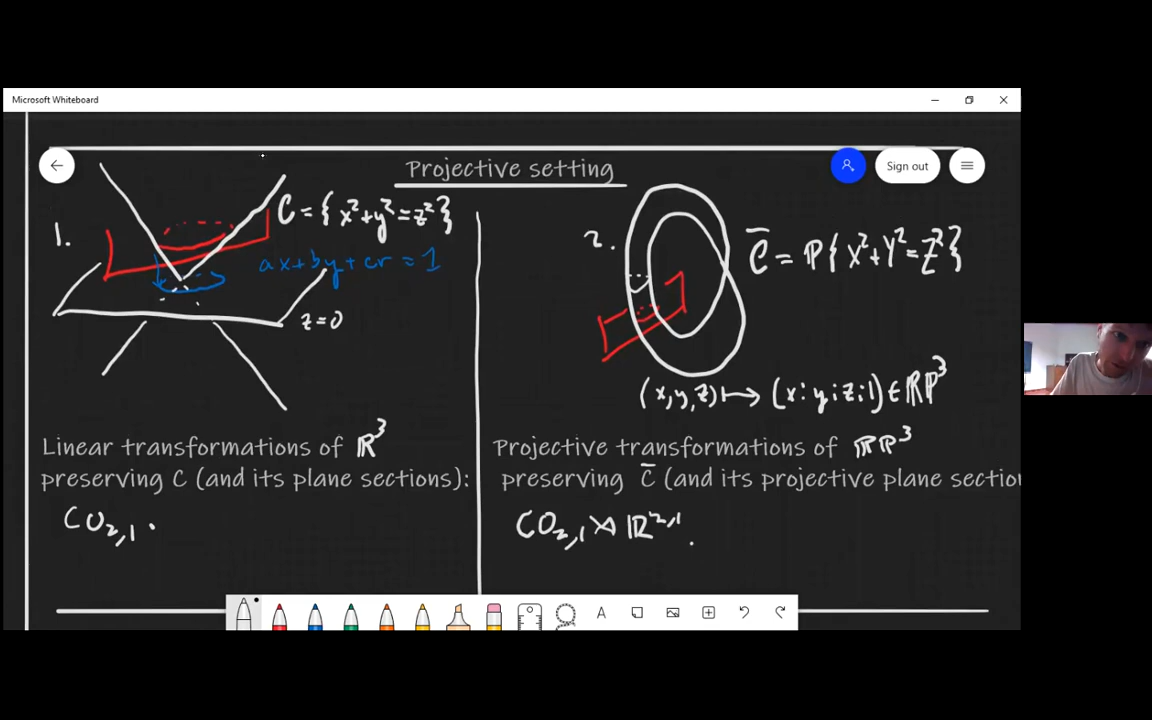 Microsoft Whiteboard
Projective setting
Sign out
1.
C = { x² + y² = z² }
ax + by + cr = 1
z = 0
2.
C̅ = ℙ{ X² + Y² = Z² }
(x, y, z) ↦ (x : y : z : 1) ∈ ℝℙ³
Linear transformations of ℝ³
preserving C (and its plane sections):
CO₂,₁ .
Projective transformations of ℝℙ³
preserving C̅ (and its projective plane sectio
CO₂,₁ ⋊ ℝ²,¹ .
A